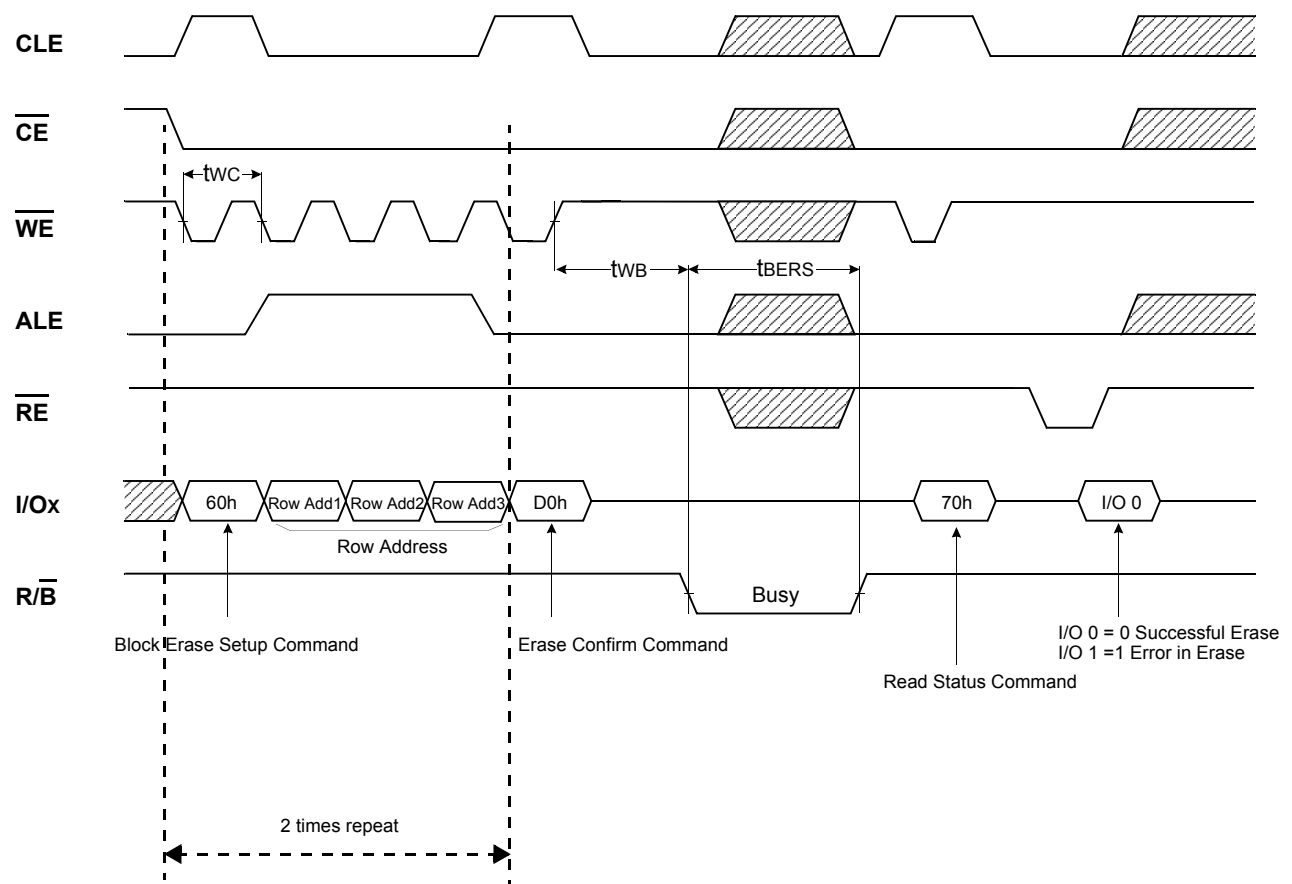 CLE
CE
tWC
WE
tWB
tBERS
ALE
RE
I/Ox
60h
Row Add1
Row Add2
Row Add3
D0h
70h
I/O 0
Row Address
R/B
Busy
Block Erase Setup Command
Erase Confirm Command
I/O 0 = 0 Successful Erase
I/O 1 =1 Error in Erase
Read Status Command
2 times repeat